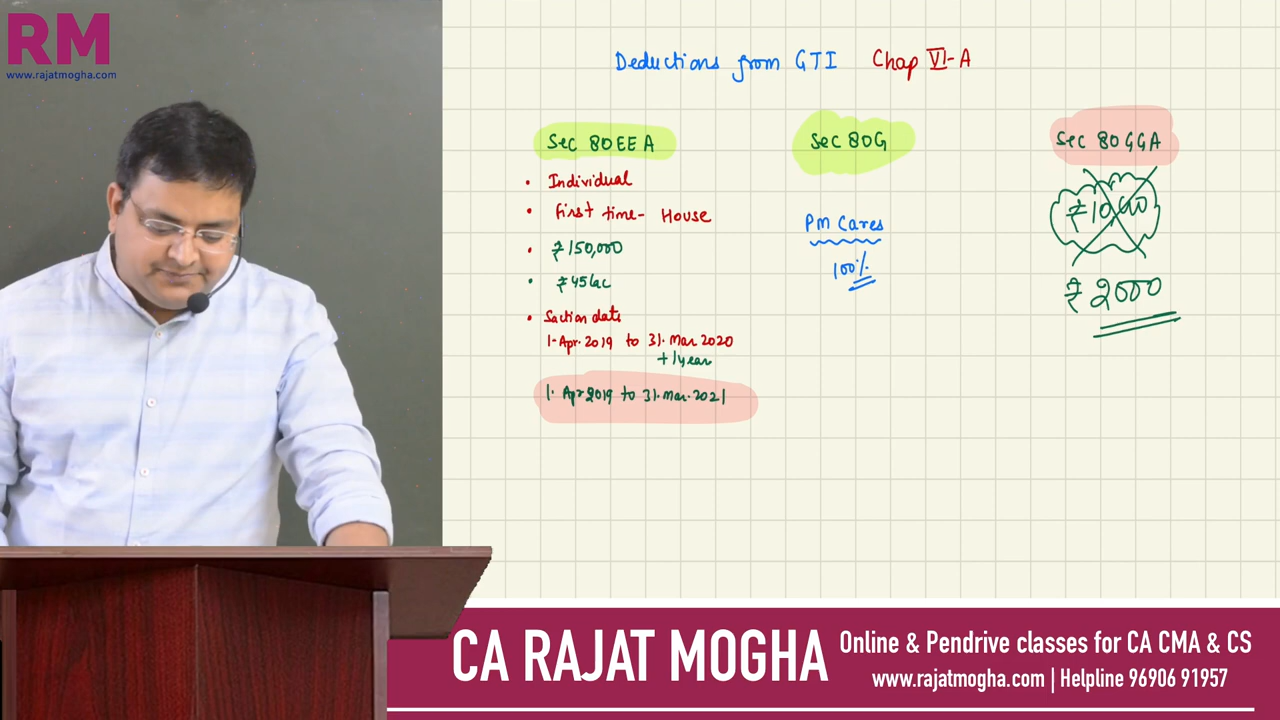 RM
www.rajatmogha.com
Deductions from GTI Chap VI-A
Sec 80EEA
• Individual
• First time - House
• ₹150,000
• ₹45 lac
• Saction date
1. Apr. 2019 to 31. Mar 2020
+ 1 year
1. Apr 2019 to 31. Mar. 2021
Sec 80G
PM Cares
100%
Sec 80GGA
₹10,000
₹2000
CA RAJAT MOGHA
Online & Pendrive classes for CA CMA & CS
www.rajatmogha.com | Helpline 96906 91957